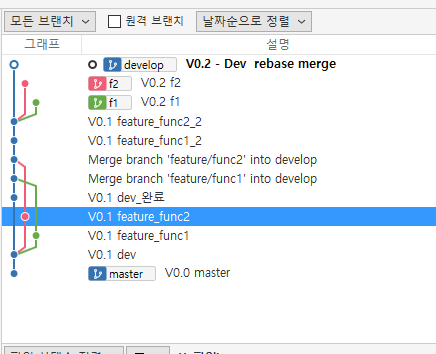 모든 브랜치 원격 브랜치 날짜순으로 정렬
그래프 설명
develop V0.2 - Dev rebase merge
f2 V0.2 f2
f1 V0.2 f1
V0.1 feature_func2_2
V0.1 feature_func1_2
Merge branch 'feature/func2' into develop
Merge branch 'feature/func1' into develop
V0.1 dev_완료
V0.1 feature_func2
V0.1 feature_func1
V0.1 dev
master V0.0 master